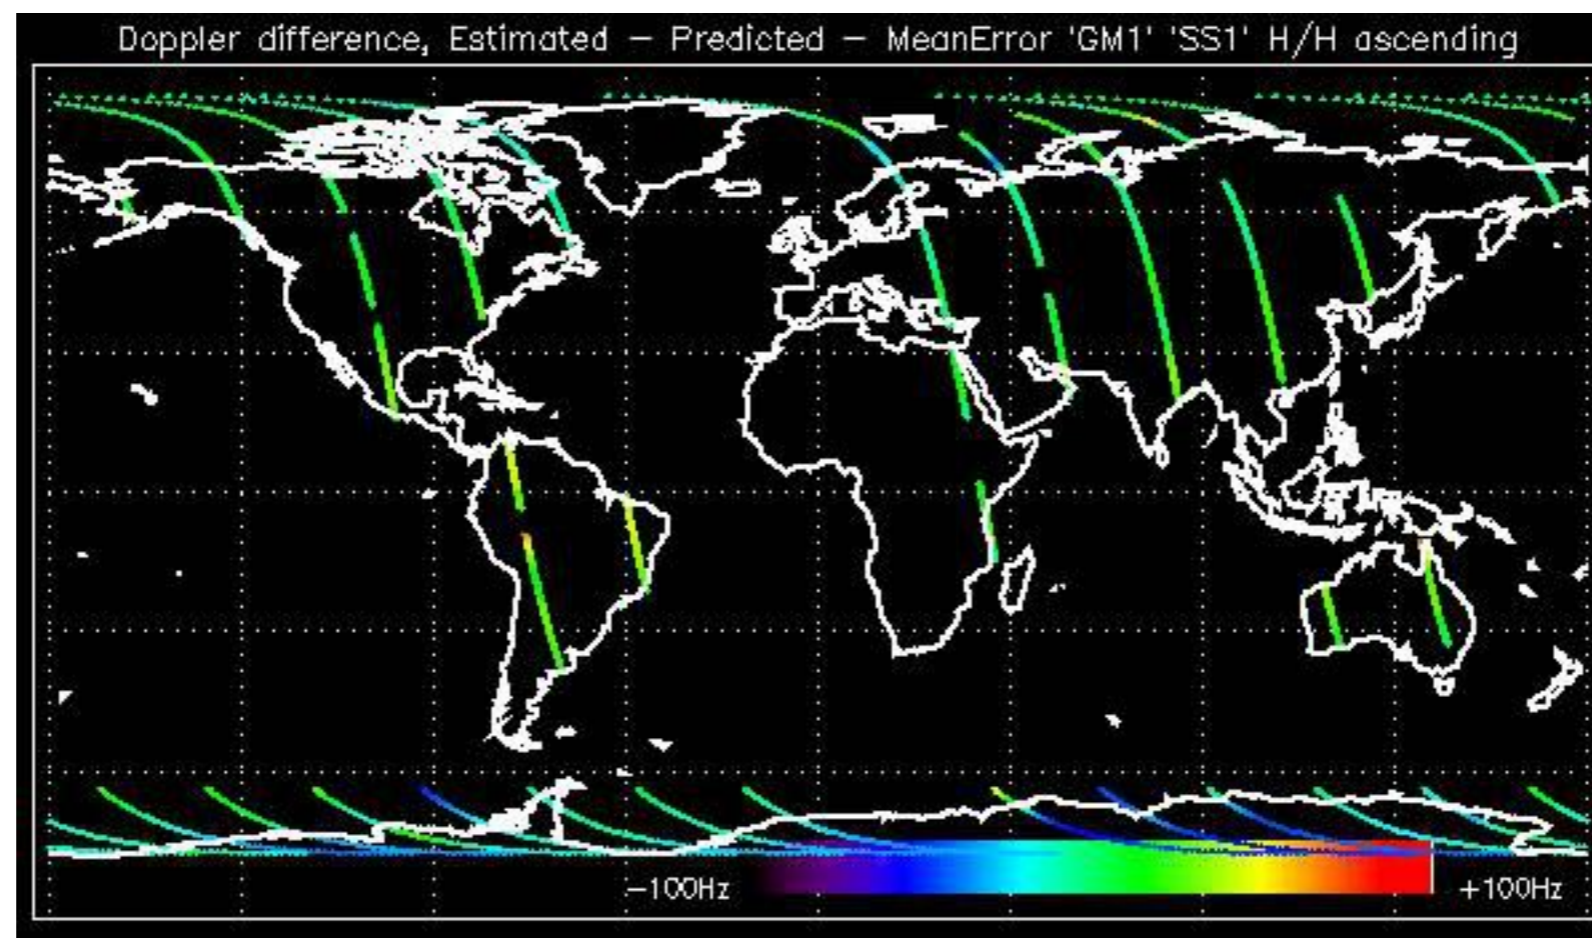 Doppler difference, Estimated – Predicted – MeanError 'GM1' 'SS1' H/H ascending
−100Hz
+100Hz